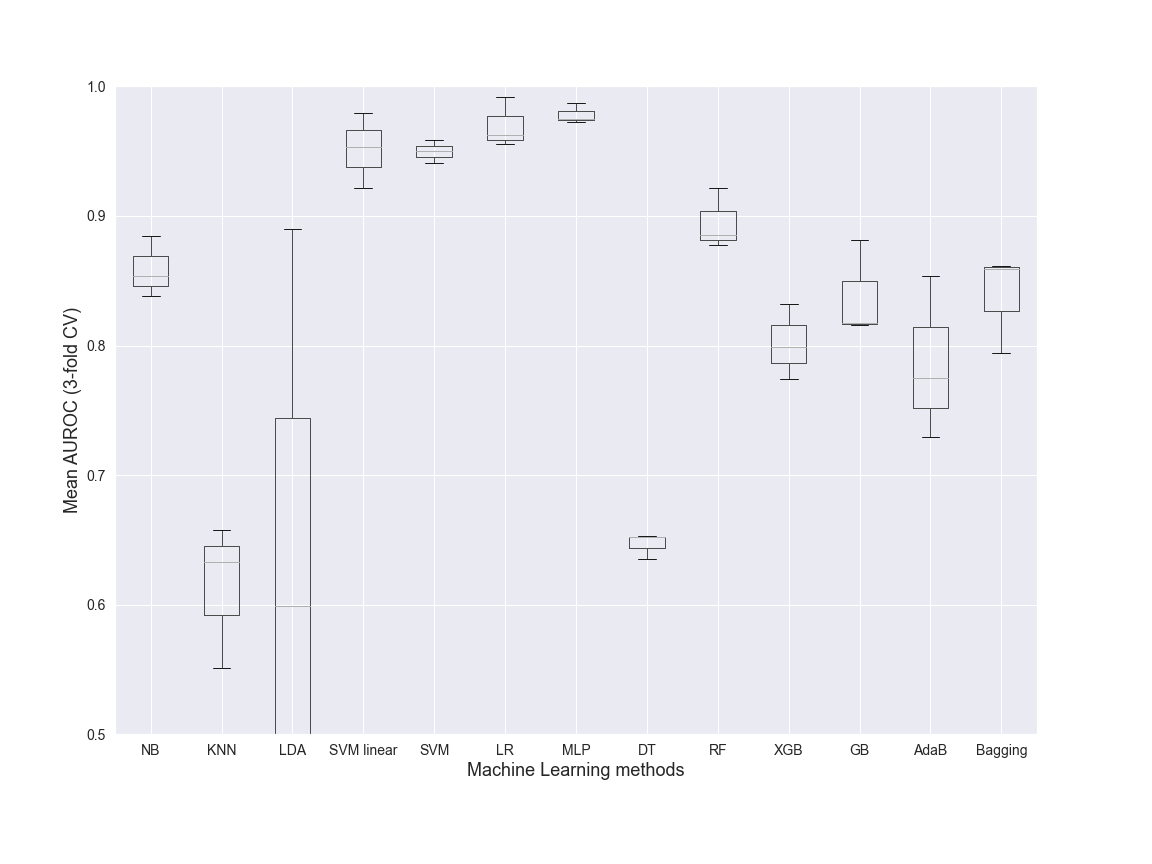 Mean AUROC (3-fold CV)
1.0
0.9
0.8
0.7
0.6
0.5
NB KNN LDA SVM linear SVM LR MLP DT RF XGB GB AdaB Bagging
Machine Learning methods